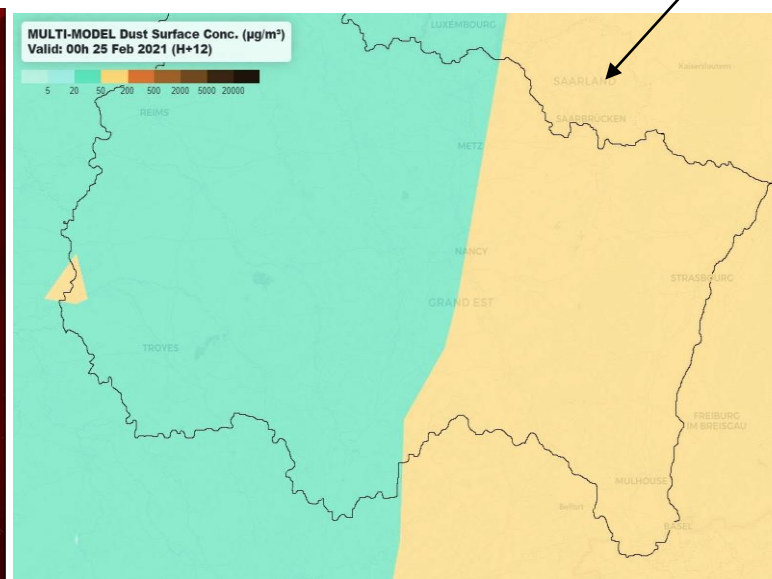 MULTI-MODEL Dust Surface Conc. (µg/m³)
Valid: 00h 25 Feb 2021 (H+12)
5 20 50 200 500 2000 5000 20000
LUXEMBOURG
Kaiserslautern
SAARLAND
REIMS
SAARBRÜCKEN
METZ
NANCY
STRASBOURG
GRAND EST
TROYES
FREIBURG
IM BREISGAU
MULHOUSE
Belfort
BASEL